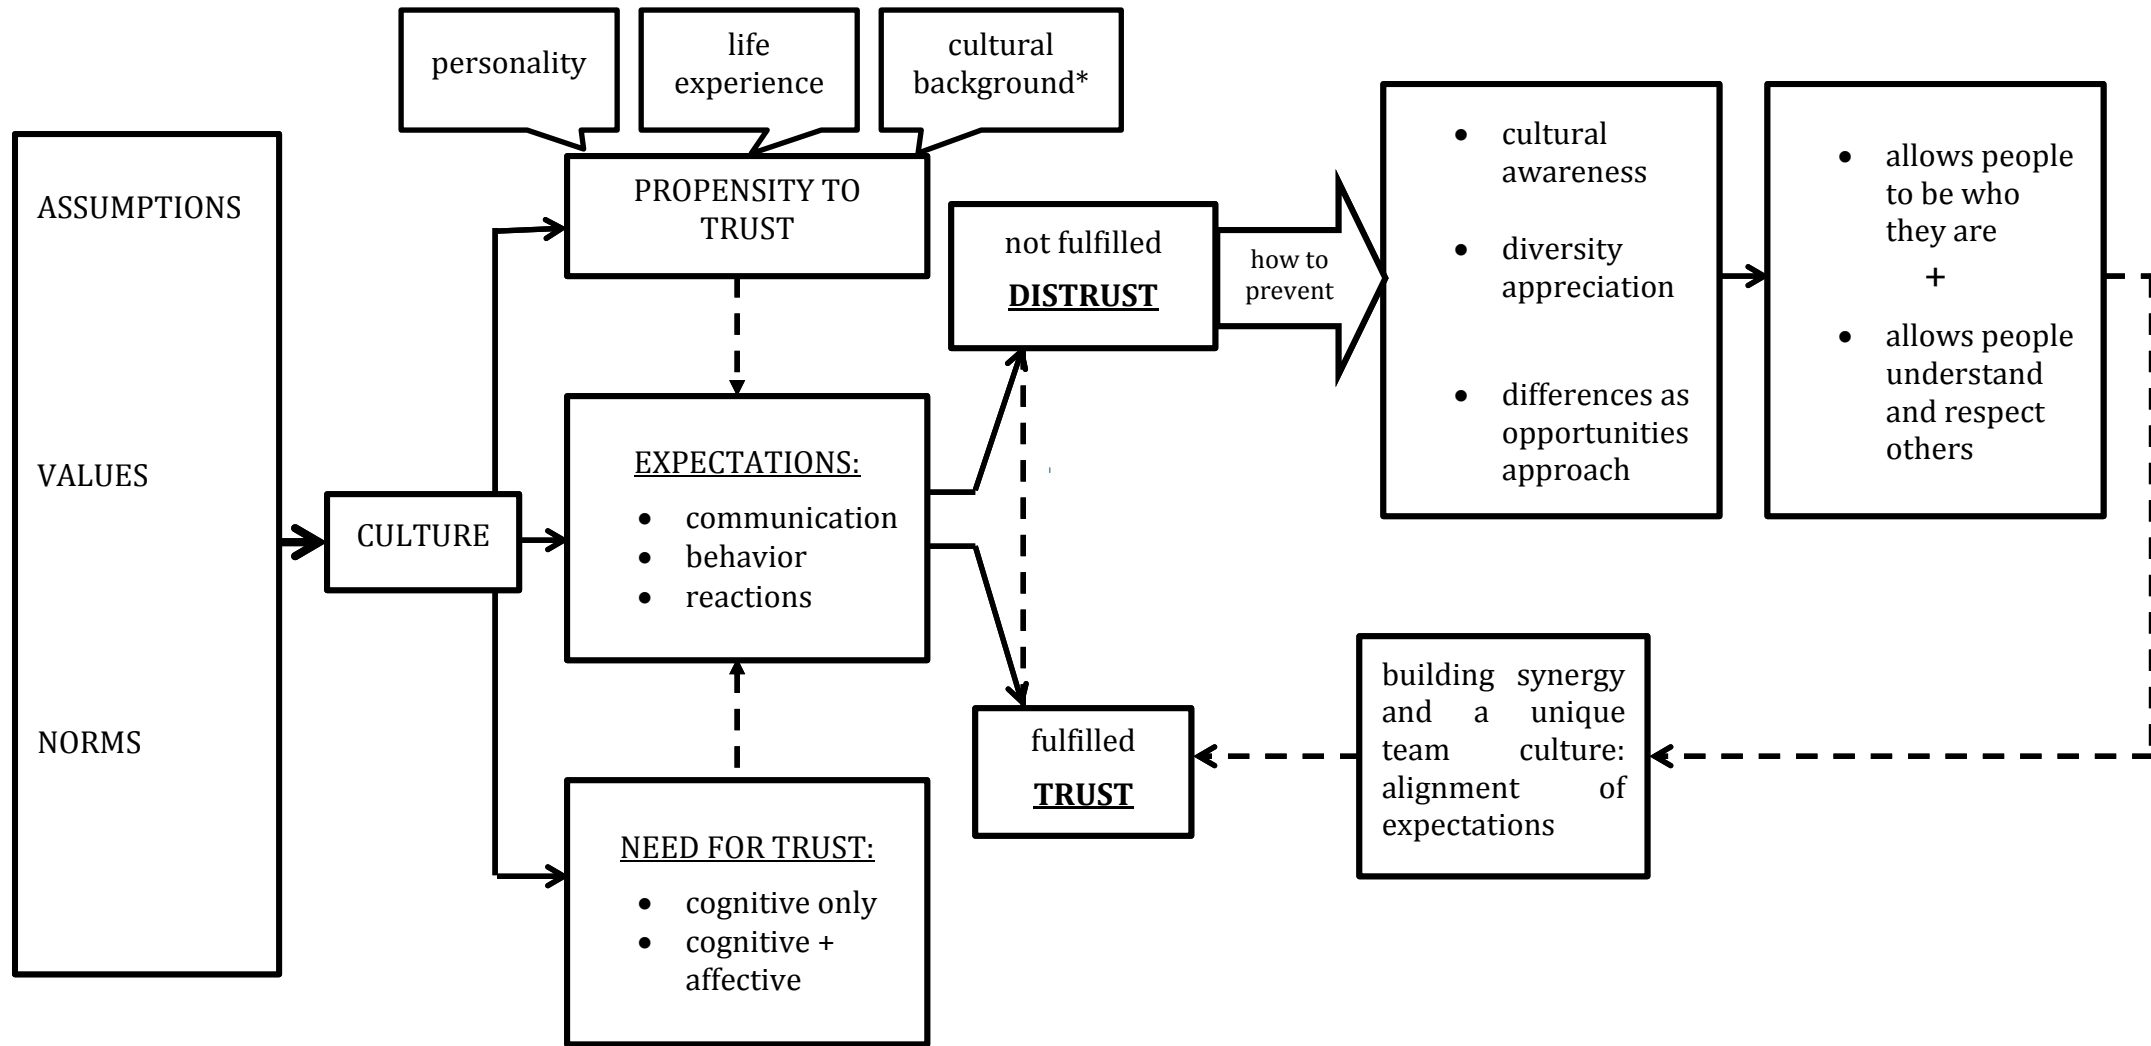 personality
life
experience
cultural
background*
ASSUMPTIONS
VALUES
NORMS
CULTURE
PROPENSITY TO
TRUST
EXPECTATIONS:
• communication
• behavior
• reactions
NEED FOR TRUST:
• cognitive only
• cognitive +
affective
not fulfilled
DISTRUST
fulfilled
TRUST
how to
prevent
• cultural
awareness
• diversity
appreciation
• differences as
opportunities
approach
• allows people
to be who
they are
+
• allows people
understand
and respect
others
building synergy
and a unique
team culture:
alignment of
expectations